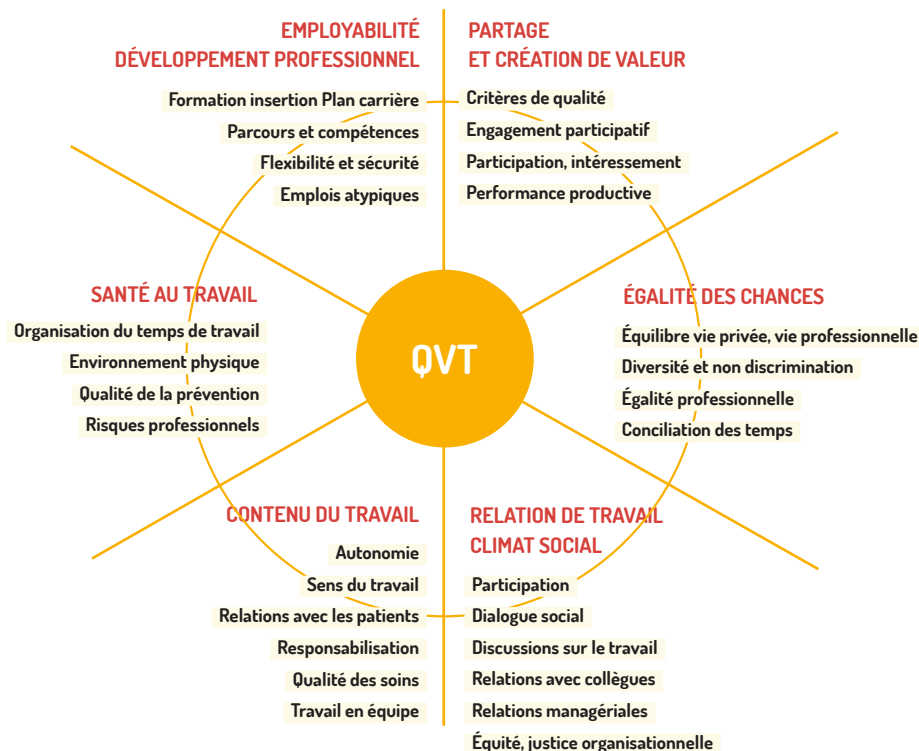 EMPLOYABILITÉ
DÉVELOPPEMENT PROFESSIONNEL
Formation insertion Plan carrière
Parcours et compétences
Flexibilité et sécurité
Emplois atypiques
PARTAGE
ET CRÉATION DE VALEUR
Critères de qualité
Engagement participatif
Participation, intéressement
Performance productive
SANTÉ AU TRAVAIL
Organisation du temps de travail
Environnement physique
Qualité de la prévention
Risques professionnels
QVT
ÉGALITÉ DES CHANCES
Équilibre vie privée, vie professionnelle
Diversité et non discrimination
Égalité professionnelle
Conciliation des temps
CONTENU DU TRAVAIL
Autonomie
Sens du travail
Relations avec les patients
Responsabilisation
Qualité des soins
Travail en équipe
RELATION DE TRAVAIL
CLIMAT SOCIAL
Participation
Dialogue social
Discussions sur le travail
Relations avec collègues
Relations managériales
Équité, justice organisationnelle